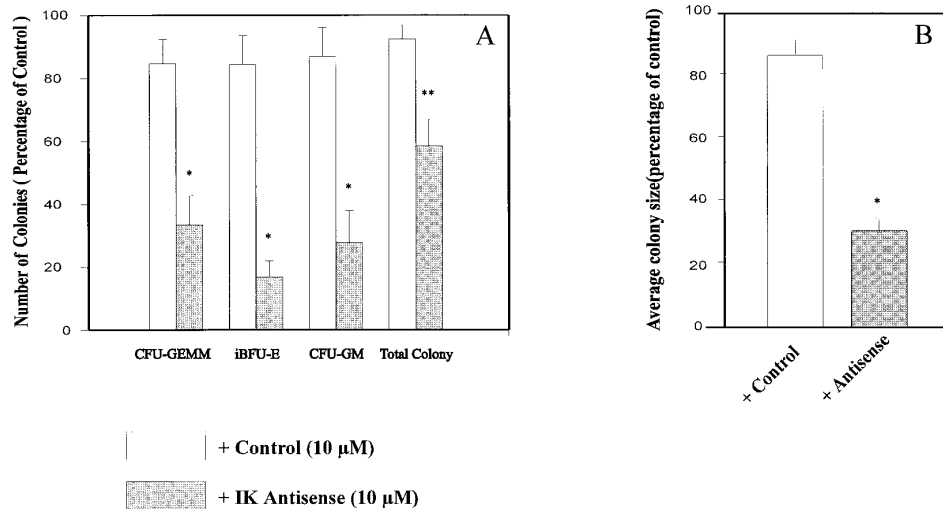 A
Number of Colonies ( Percentage of Control)
100
80
60
40
20
0
*
*
*
**
CFU-GEMM iBFU-E CFU-GM Total Colony
+ Control (10 μM)
+ IK Antisense (10 μM)
B
Average colony size(percentage of control)
100
80
60
40
20
0
*
+ Control
+ Antisense